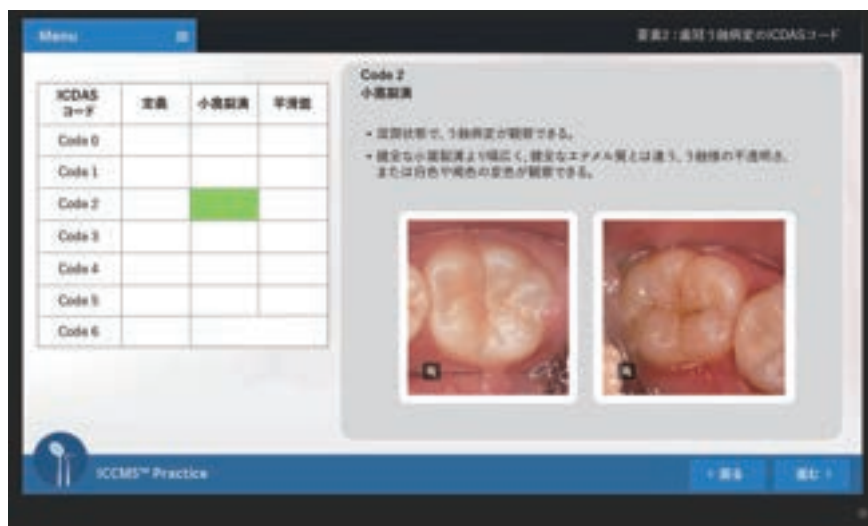 Menu
要素2：歯冠う蝕病変のICDASコード
ICDAS
コード
定義
小窩裂溝
平滑面
Code 0
Code 1
Code 2
Code 3
Code 4
Code 5
Code 6
Code 2
小窩裂溝
• 湿潤状態で、う蝕病変が観察できる。
• 健全な小窩裂溝より幅広く、健全なエナメル質とは違う、う蝕様の不透明さ、
または白色や褐色の変色が観察できる。
ICCMS™ Practice
戻る
進む